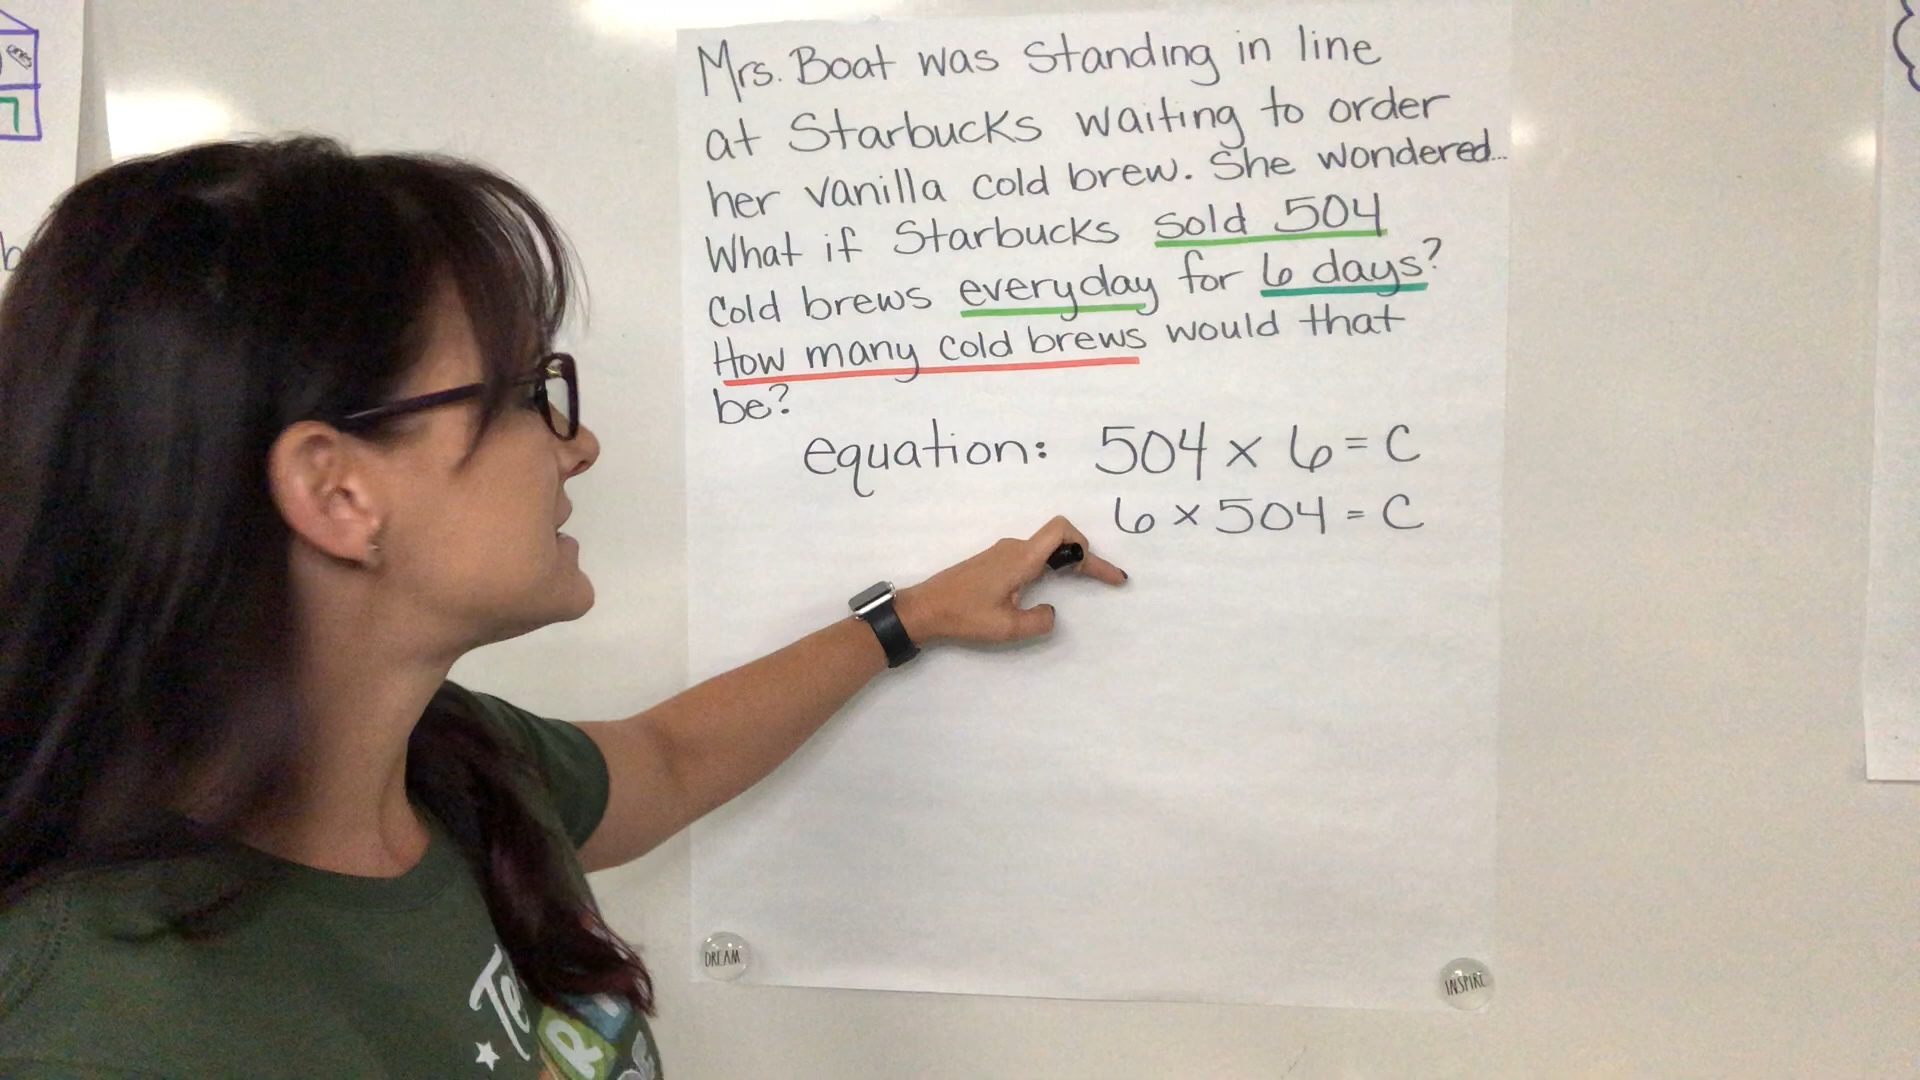 Mrs. Boat was standing in line
at Starbucks waiting to order
her vanilla cold brew. She wondered...
What if Starbucks sold 504
cold brews everyday for 6 days?
How many cold brews would that
be?
equation: 504 x 6 = C
6 x 504 = C
DREAM
INSPIRE
Te
R